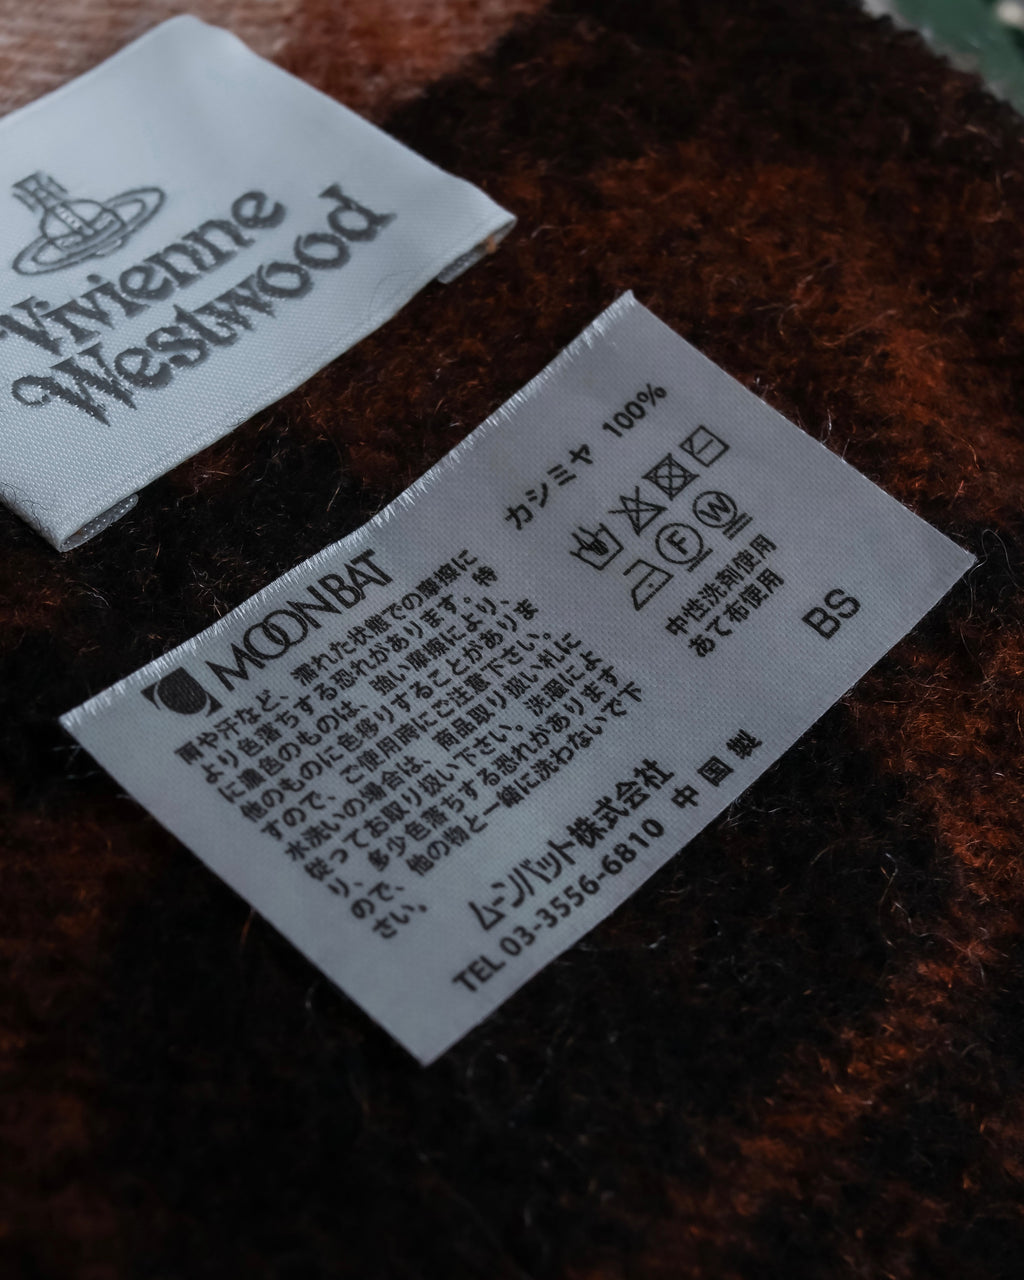 Vivienne
Westwood
カシミヤ 100%
中性洗剤使用
あて布使用
BS
MOONBAT
雨や汗など、濡れた状態での摩擦に
より色落ちする恐れがあります。特
に濃色のものは、強い摩擦により、
他のものに色移りすることがありま
すので、ご使用時にご注意下さい。
水洗いの場合は、商品取り扱い札に
従ってお取り扱い下さい。洗濯によ
り、多少色落ちする恐れがあります
ので、他の物と一緒に洗わないで下
さい。
ムーンバット株式会社
TEL 03-3556-6810 中国製